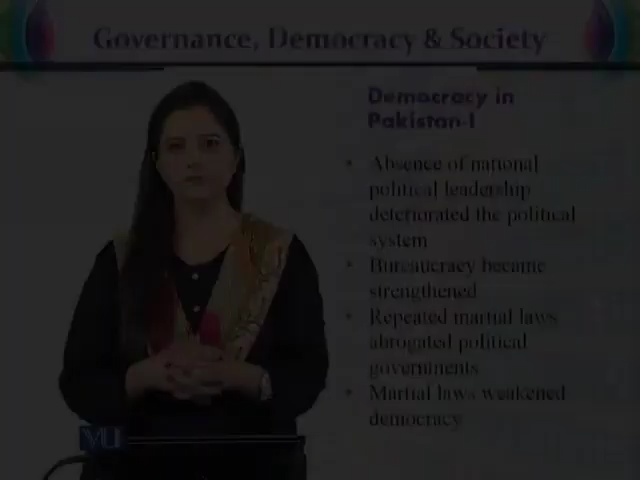 Governance, Democracy & Society
Democracy in
Pakistan-I
• Absence of national
political leadership
deteriorated the political
system
• Bureaucracy became
strengthened
• Repeated martial laws
abrogated political
governments
• Martial laws weakened
democracy
VU